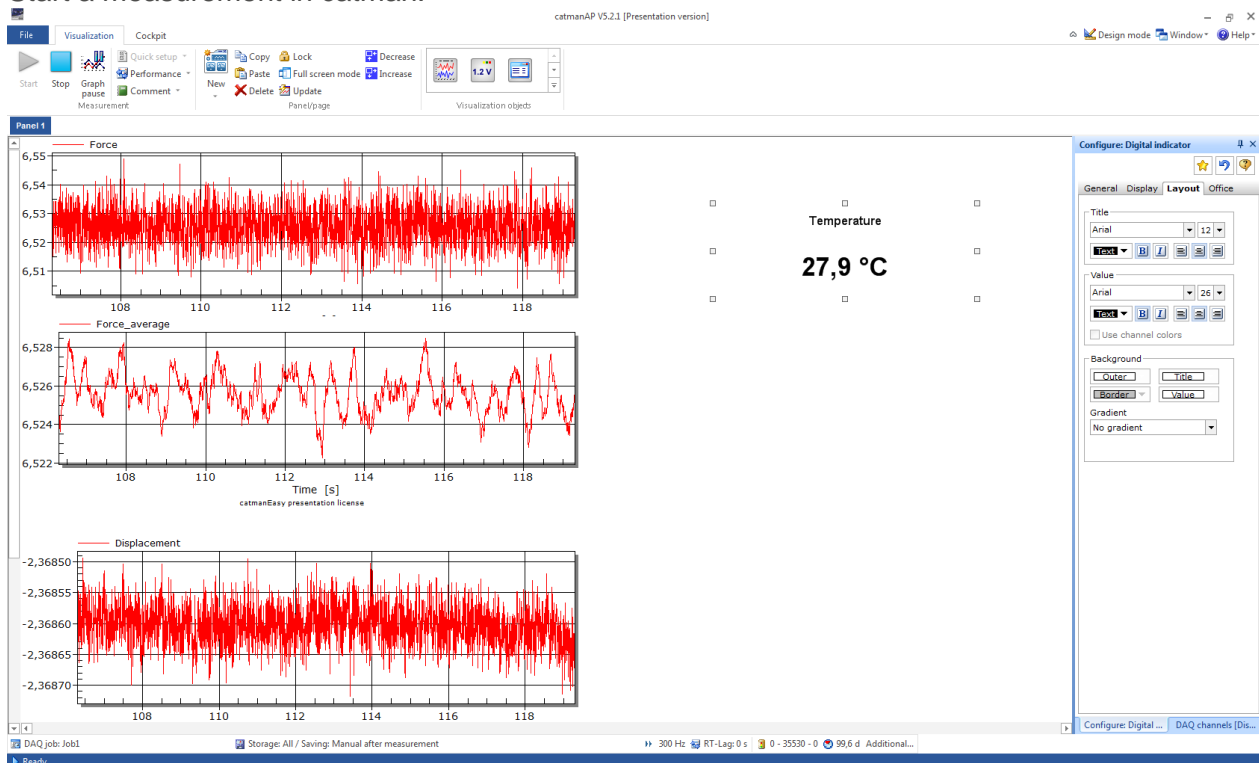 Start a measurement in catman.
catmanAP V5.2.1 [Presentation version]
File Visualization Cockpit
Design mode Window Help
Start
Stop
Graph pause
Quick setup
Performance
Comment
Measurement
New
Copy
Paste
Delete
Lock
Full screen mode
Update
Decrease
Increase
Panel/page
1.2 V
Visualization objects
Panel 1
Force
6,55
6,54
6,53
6,52
6,51
108 110 112 114 116 118
Force_average
6,528
6,526
6,524
6,522
108 110 112 114 116 118
Time [s]
catmanEasy presentation license
Displacement
-2,36850
-2,36855
-2,36860
-2,36865
-2,36870
108 110 112 114 116 118
Temperature
27,9 °C
Configure: Digital indicator
General Display Layout Office
Title
Arial 12
Text B I
Value
Arial 26
Text B I
Use channel colors
Background
Outer Title
Border Value
Gradient
No gradient
Configure: Digital ... DAQ channels [Dis...
DAQ job: Job1
Storage: All / Saving: Manual after measurement
300 Hz RT-Lag: 0 s 0 - 35530 - 0 99,6 d Additional...
Ready